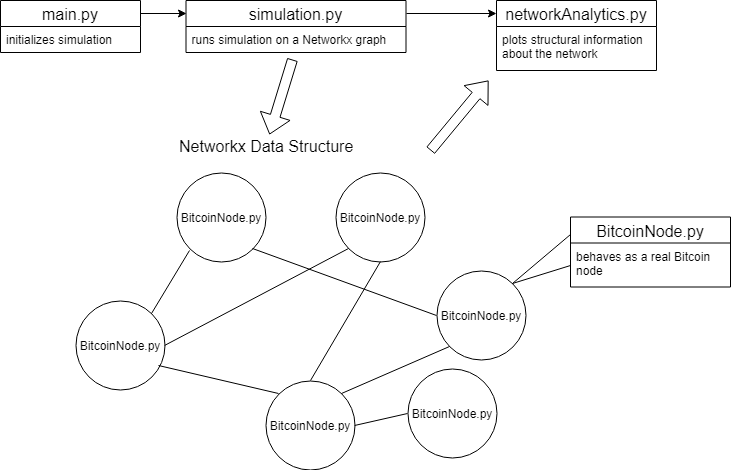 main.py
initializes simulation
simulation.py
runs simulation on a Networkx graph
networkAnalytics.py
plots structural information
about the network
Networkx Data Structure
BitcoinNode.py
BitcoinNode.py
BitcoinNode.py
behaves as a real Bitcoin
node
BitcoinNode.py
BitcoinNode.py
BitcoinNode.py
BitcoinNode.py